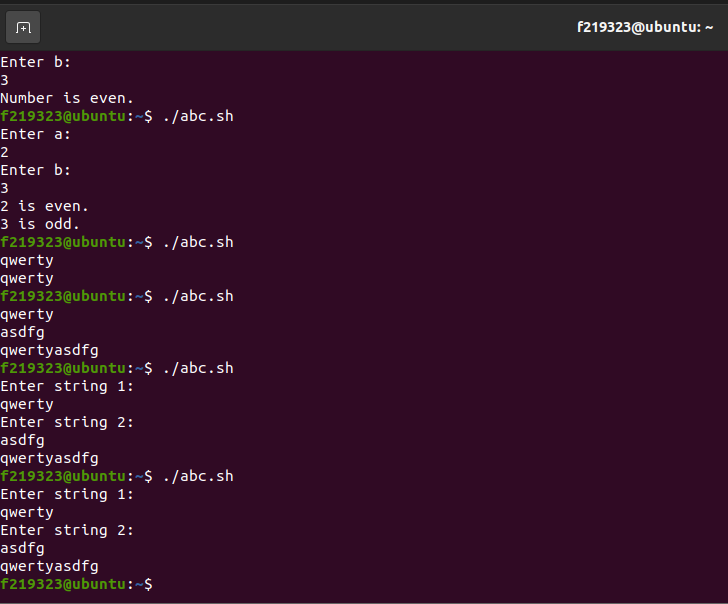 f219323@ubuntu: ~
Enter b:
3
Number is even.
f219323@ubuntu:~$ ./abc.sh
Enter a:
2
Enter b:
3
2 is even.
3 is odd.
f219323@ubuntu:~$ ./abc.sh
qwerty
qwerty
f219323@ubuntu:~$ ./abc.sh
qwerty
asdfg
qwertyasdfg
f219323@ubuntu:~$ ./abc.sh
Enter string 1:
qwerty
Enter string 2:
asdfg
qwertyasdfg
f219323@ubuntu:~$ ./abc.sh
Enter string 1:
qwerty
Enter string 2:
asdfg
qwertyasdfg
f219323@ubuntu:~$